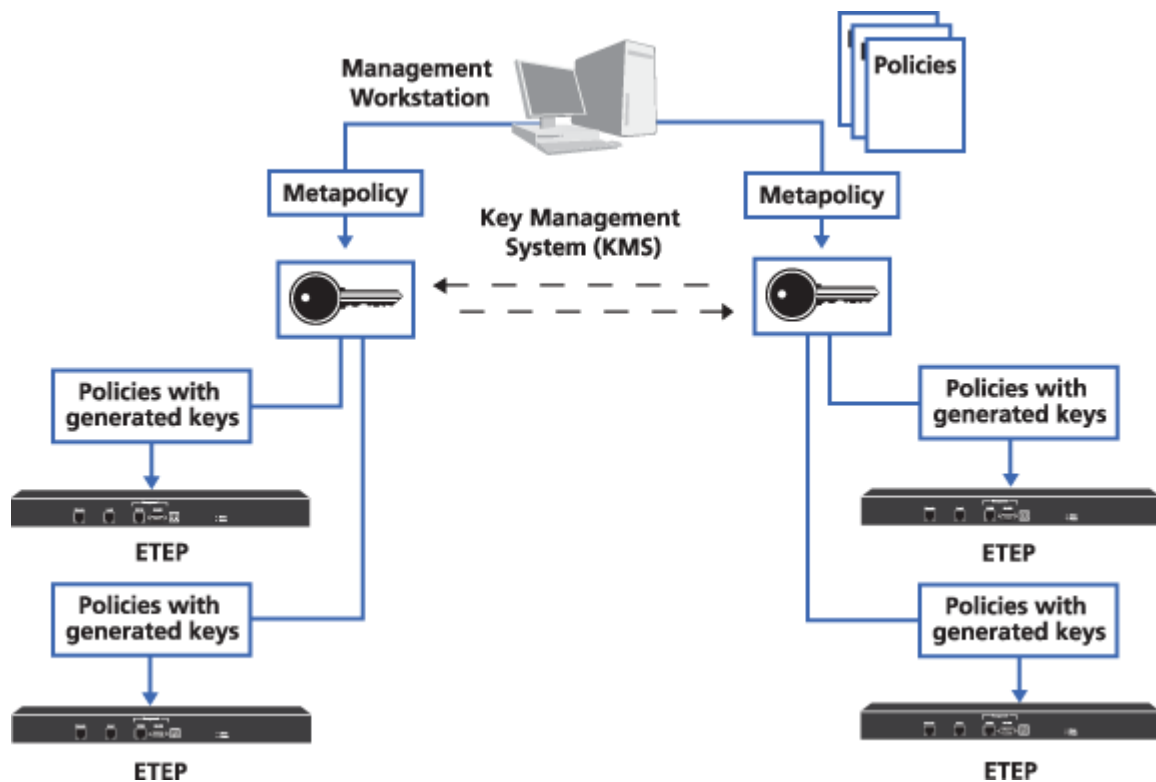 Management
Workstation
Policies
Metapolicy
Metapolicy
Key Management
System (KMS)
Policies with
generated keys
Policies with
generated keys
ETEP
ETEP
Policies with
generated keys
Policies with
generated keys
ETEP
ETEP